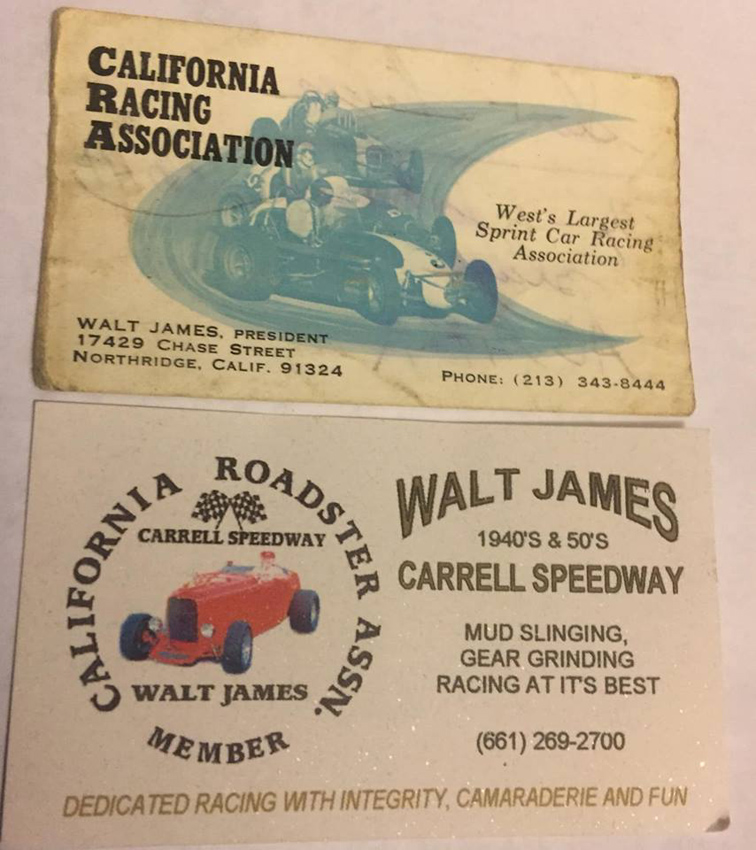 CALIFORNIA
RACING
ASSOCIATION
West's Largest
Sprint Car Racing
Association
WALT JAMES, PRESIDENT
17429 CHASE STREET
NORTHRIDGE, CALIF. 91324
PHONE: (213) 343-8444
CALIFORNIA ROADSTER ASSN.
CARRELL SPEEDWAY
WALT JAMES
MEMBER
WALT JAMES
1940'S & 50'S
CARRELL SPEEDWAY
MUD SLINGING,
GEAR GRINDING
RACING AT IT'S BEST
(661) 269-2700
DEDICATED RACING WITH INTEGRITY, CAMARADERIE AND FUN